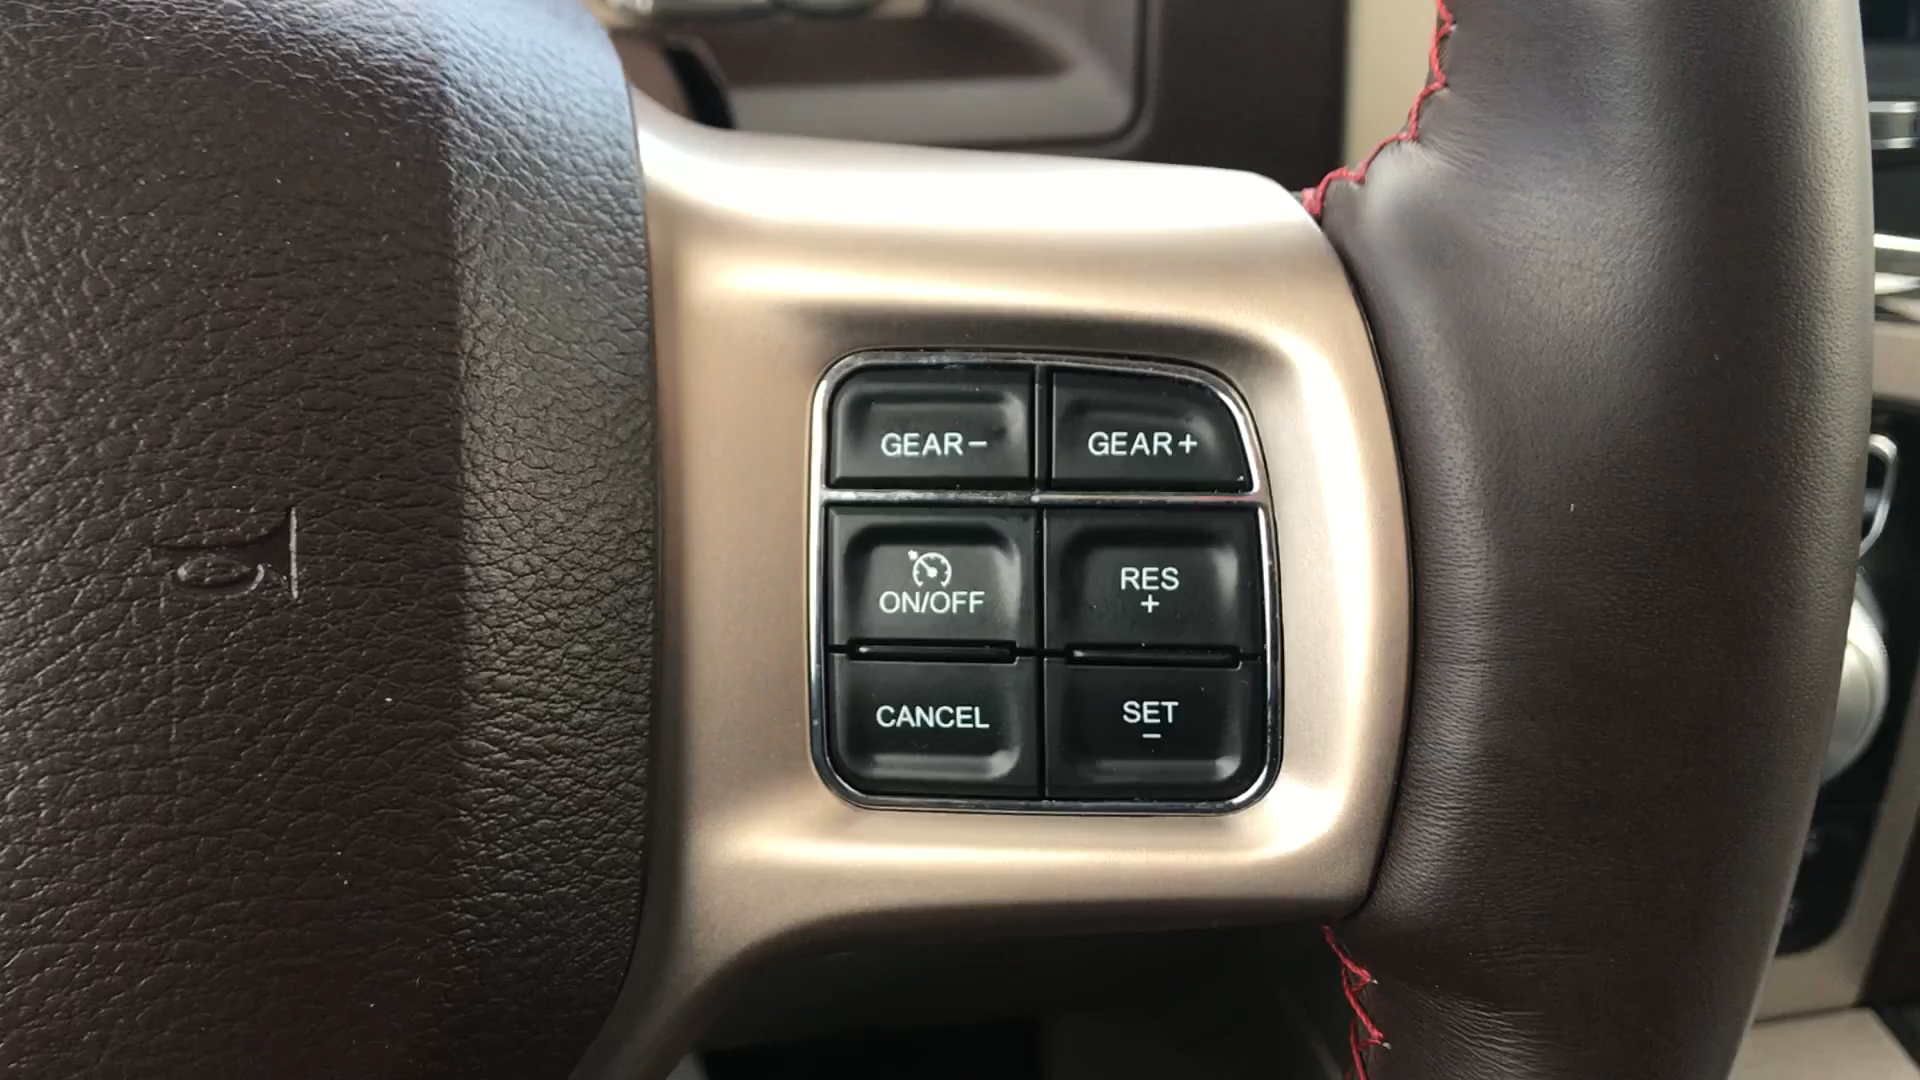 GEAR− GEAR+
ON/OFF
RES
+
CANCEL
SET
−